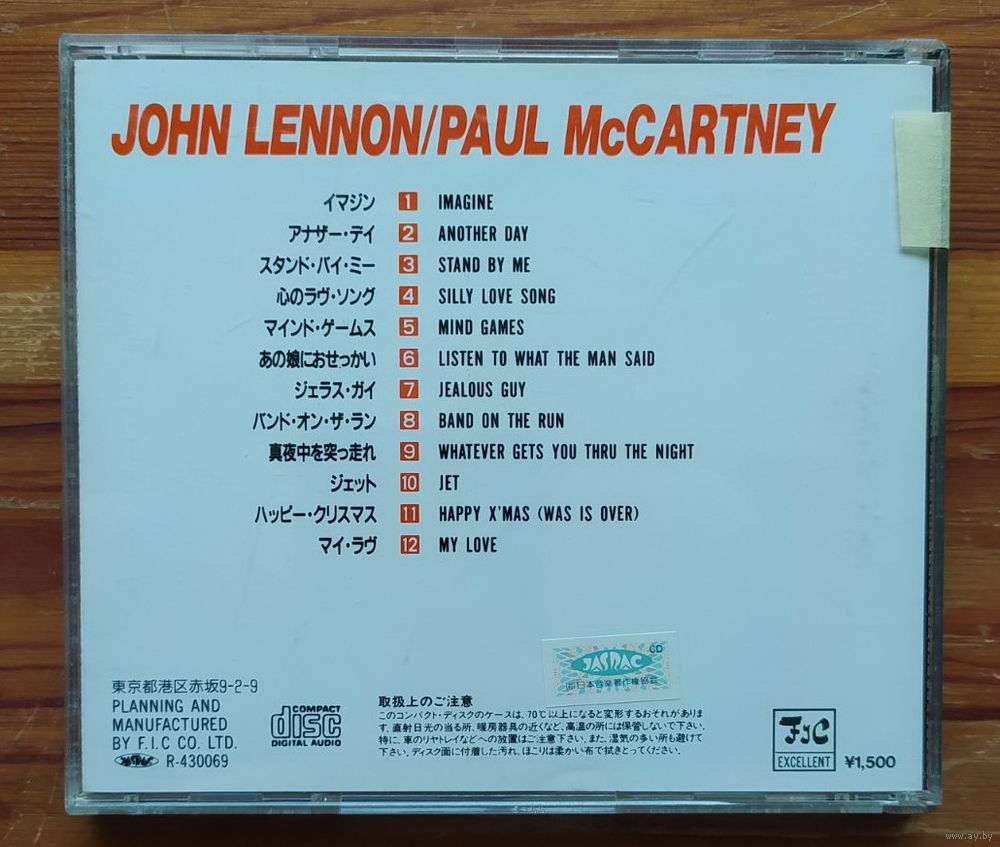 JOHN LENNON/PAUL McCARTNEY
イマジン 1 IMAGINE
アナザー・デイ 2 ANOTHER DAY
スタンド・バイ・ミー 3 STAND BY ME
心のラヴ・ソング 4 SILLY LOVE SONG
マインド・ゲームス 5 MIND GAMES
あの娘におせっかい 6 LISTEN TO WHAT THE MAN SAID
ジェラス・ガイ 7 JEALOUS GUY
バンド・オン・ザ・ラン 8 BAND ON THE RUN
真夜中を突っ走れ 9 WHATEVER GETS YOU THRU THE NIGHT
ジェット 10 JET
ハッピー・クリスマス 11 HAPPY X'MAS (WAS IS OVER)
マイ・ラヴ 12 MY LOVE
CD
JASRAC
東京都港区赤坂9-2-9
PLANNING AND
MANUFACTURED
BY F.I.C CO. LTD.
R-430069
COMPACT
disc
DIGITAL AUDIO
取扱上のご注意
このコンパクト・ディスクのケースは、70℃以上になると変形するおそれがありま
す。直射日光の当る所、暖房器具の近くなど、高温の所には保管しないで下さい。
特に、車のリヤトレイなどへの放置はご注意下さい。また、湿気の多い所も避けて
下さい。ディスク面に付着した汚れ、ほこりは柔かい布で拭きとってください。
FIC
EXCELLENT
¥1,500
www.ay.by